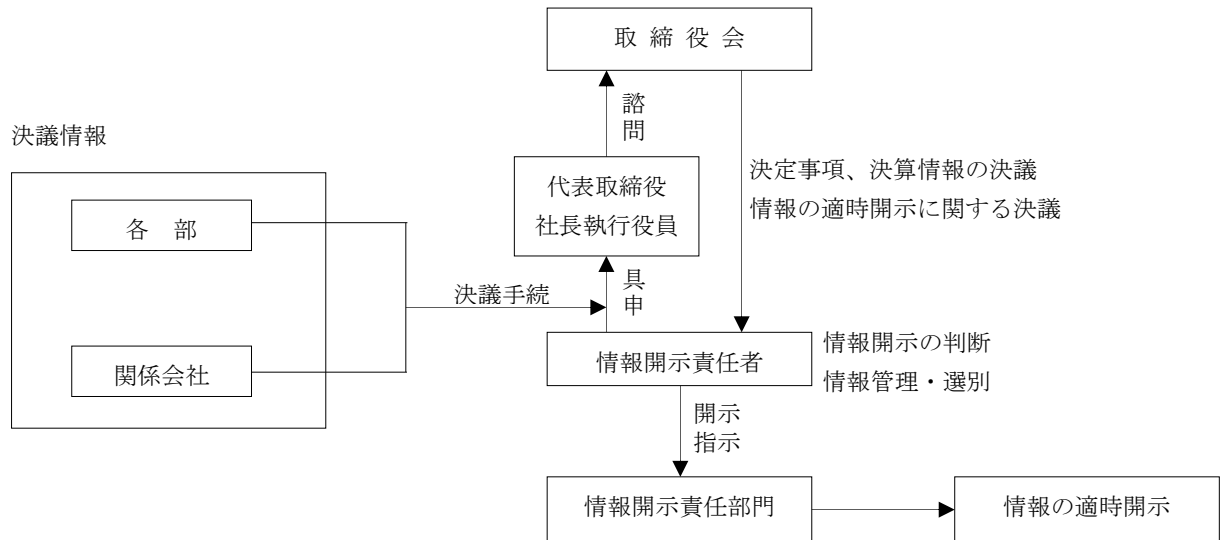 取 締 役 会
諮
問
決議情報
代表取締役
社長執行役員
決定事項、決算情報の決議
情報の適時開示に関する決議
各 部
決議手続
具
申
関係会社
情報開示責任者
情報開示の判断
情報管理・選別
開示
指示
情報開示責任部門
情報の適時開示